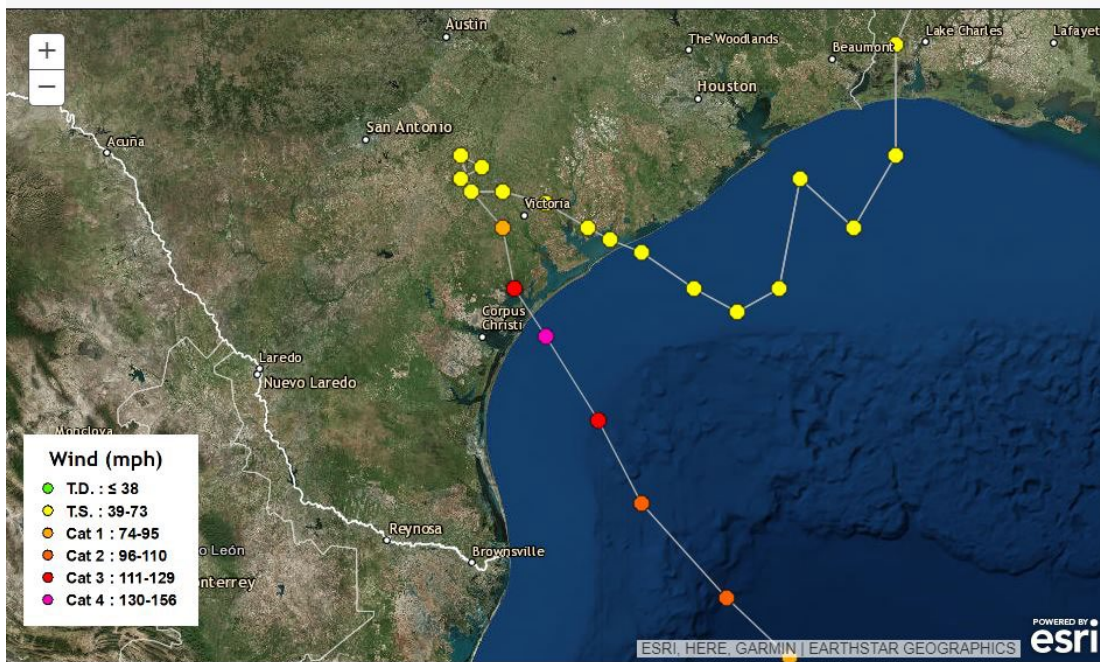 +
−
Austin
The Woodlands
Beaumont
Lake Charles
Lafayet
Houston
San Antonio
Acuña
Victoria
Corpus
Christi
Laredo
Nuevo Laredo
Monclova
Reynosa
Brownsville
o León
onterrey
Wind (mph)
T.D. : ≤ 38
T.S. : 39-73
Cat 1 : 74-95
Cat 2 : 96-110
Cat 3 : 111-129
Cat 4 : 130-156
ESRI, HERE, GARMIN | EARTHSTAR GEOGRAPHICS
POWERED BY
esri